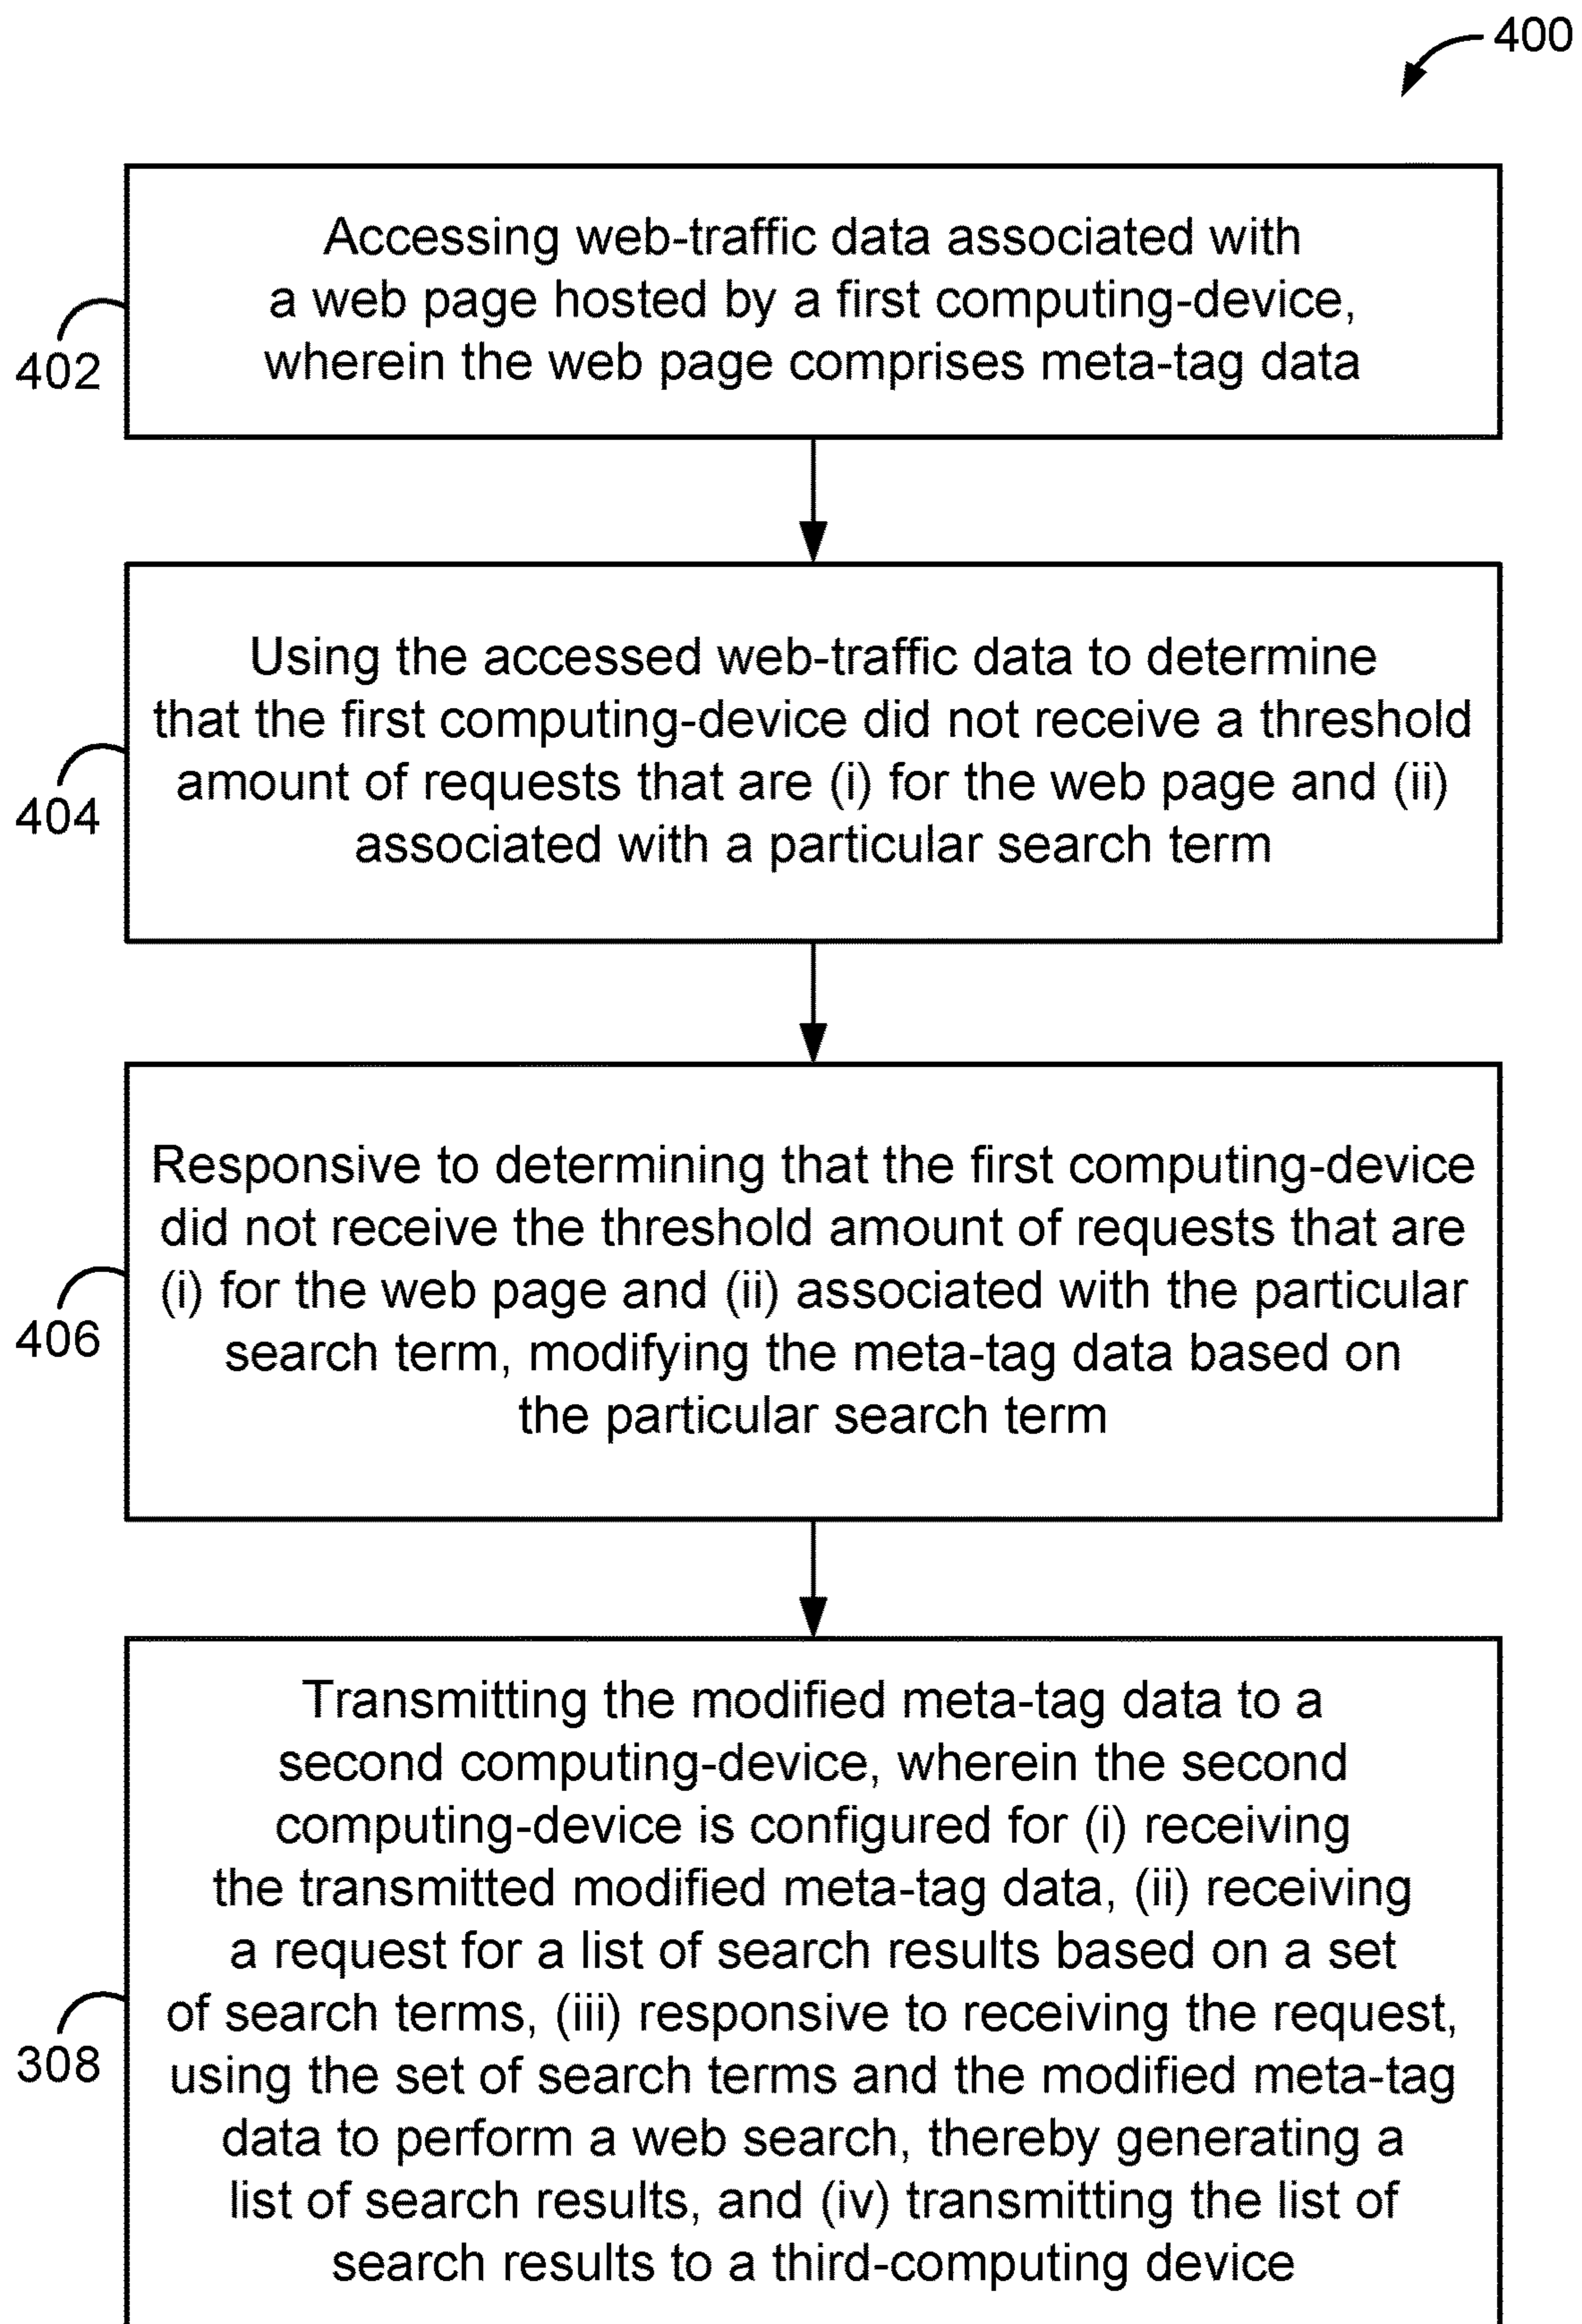 400
Accessing web-traffic data associated with
a web page hosted by a first computing-device,
wherein the web page comprises meta-tag data
402
Using the accessed web-traffic data to determine
that the first computing-device did not receive a threshold
amount of requests that are (i) for the web page and (ii)
associated with a particular search term
404
Responsive to determining that the first computing-device
did not receive the threshold amount of requests that are
(i) for the web page and (ii) associated with the particular
search term, modifying the meta-tag data based on
the particular search term
406
Transmitting the modified meta-tag data to a
second computing-device, wherein the second
computing-device is configured for (i) receiving
the transmitted modified meta-tag data, (ii) receiving
a request for a list of search results based on a set
of search terms, (iii) responsive to receiving the request,
using the set of search terms and the modified meta-tag
data to perform a web search, thereby generating a
list of search results, and (iv) transmitting the list of
search results to a third-computing device
308